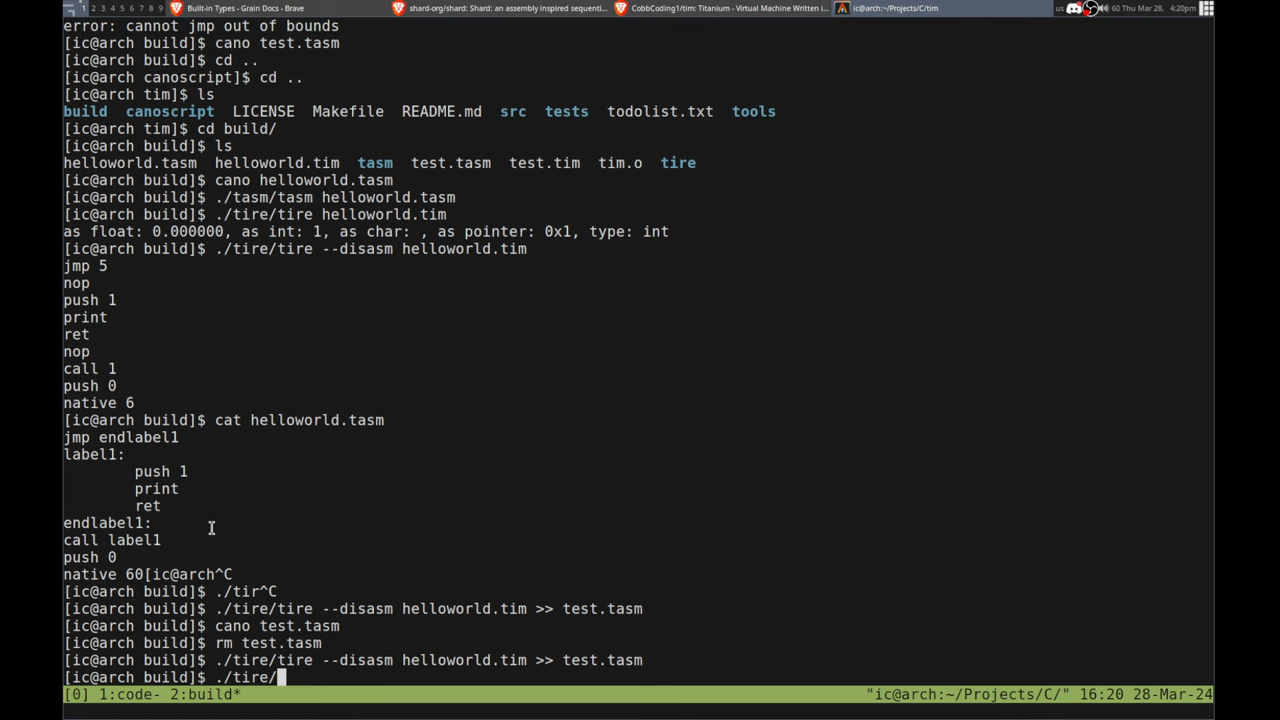 1 2 3 4 5 6 7 8 9 Built-in Types - Grain Docs - Brave shard-org/shard: Shard: an assembly inspired sequenti... CobbCoding1/tim: Titanium - Virtual Machine Written i... ic@arch:~/Projects/C/tim 60 Thu Mar 28, 4:20pm
error: cannot jmp out of bounds
[ic@arch build]$ cano test.tasm
[ic@arch build]$ cd ..
[ic@arch canoscript]$ cd ..
[ic@arch tim]$ ls
build canoscript LICENSE Makefile README.md src tests todolist.txt tools
[ic@arch tim]$ cd build/
[ic@arch build]$ ls
helloworld.tasm helloworld.tim tasm test.tasm test.tim tim.o tire
[ic@arch build]$ cano helloworld.tasm
[ic@arch build]$ ./tasm/tasm helloworld.tasm
[ic@arch build]$ ./tire/tire helloworld.tim
as float: 0.000000, as int: 1, as char: , as pointer: 0x1, type: int
[ic@arch build]$ ./tire/tire --disasm helloworld.tim
jmp 5
nop
push 1
print
ret
nop
call 1
push 0
native 6
[ic@arch build]$ cat helloworld.tasm
jmp endlabel1
label1:
push 1
print
ret
endlabel1:
call label1
push 0
native 60[ic@arch^C
[ic@arch build]$ ./tir^C
[ic@arch build]$ ./tire/tire --disasm helloworld.tim >> test.tasm
[ic@arch build]$ cano test.tasm
[ic@arch build]$ rm test.tasm
[ic@arch build]$ ./tire/tire --disasm helloworld.tim >> test.tasm
[ic@arch build]$ ./tire/
[0] 1:code- 2:build* "ic@arch:~/Projects/C/" 16:20 28-Mar-24